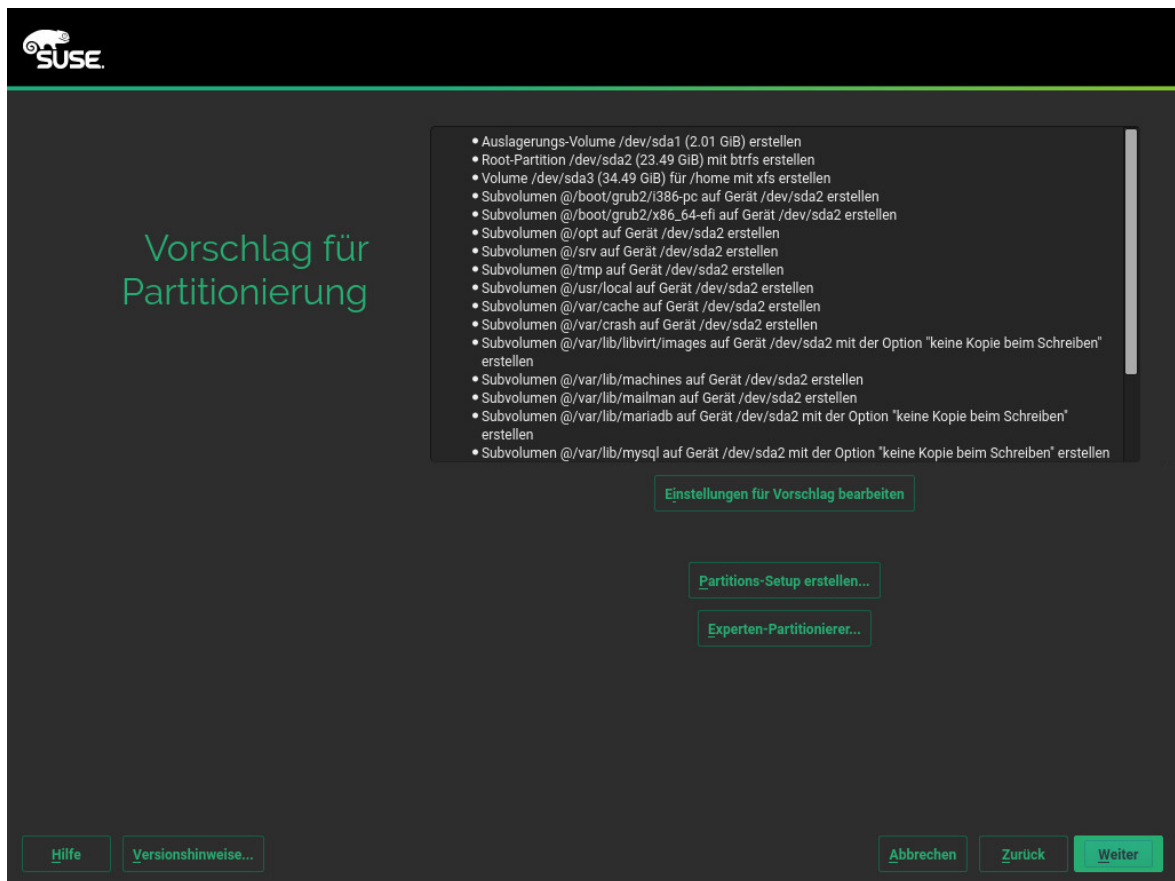 SUSE.
Vorschlag für
Partitionierung
• Auslagerungs-Volume /dev/sda1 (2.01 GiB) erstellen
• Root-Partition /dev/sda2 (23.49 GiB) mit btrfs erstellen
• Volume /dev/sda3 (34.49 GiB) für /home mit xfs erstellen
• Subvolumen @/boot/grub2/i386-pc auf Gerät /dev/sda2 erstellen
• Subvolumen @/boot/grub2/x86_64-efi auf Gerät /dev/sda2 erstellen
• Subvolumen @/opt auf Gerät /dev/sda2 erstellen
• Subvolumen @/srv auf Gerät /dev/sda2 erstellen
• Subvolumen @/tmp auf Gerät /dev/sda2 erstellen
• Subvolumen @/usr/local auf Gerät /dev/sda2 erstellen
• Subvolumen @/var/cache auf Gerät /dev/sda2 erstellen
• Subvolumen @/var/crash auf Gerät /dev/sda2 erstellen
• Subvolumen @/var/lib/libvirt/images auf Gerät /dev/sda2 mit der Option "keine Kopie beim Schreiben"
erstellen
• Subvolumen @/var/lib/machines auf Gerät /dev/sda2 erstellen
• Subvolumen @/var/lib/mailman auf Gerät /dev/sda2 erstellen
• Subvolumen @/var/lib/mariadb auf Gerät /dev/sda2 mit der Option "keine Kopie beim Schreiben"
erstellen
• Subvolumen @/var/lib/mysql auf Gerät /dev/sda2 mit der Option "keine Kopie beim Schreiben" erstellen
Einstellungen für Vorschlag bearbeiten
Partitions-Setup erstellen...
Experten-Partitionierer...
Hilfe
Versionshinweise...
Abbrechen
Zurück
Weiter